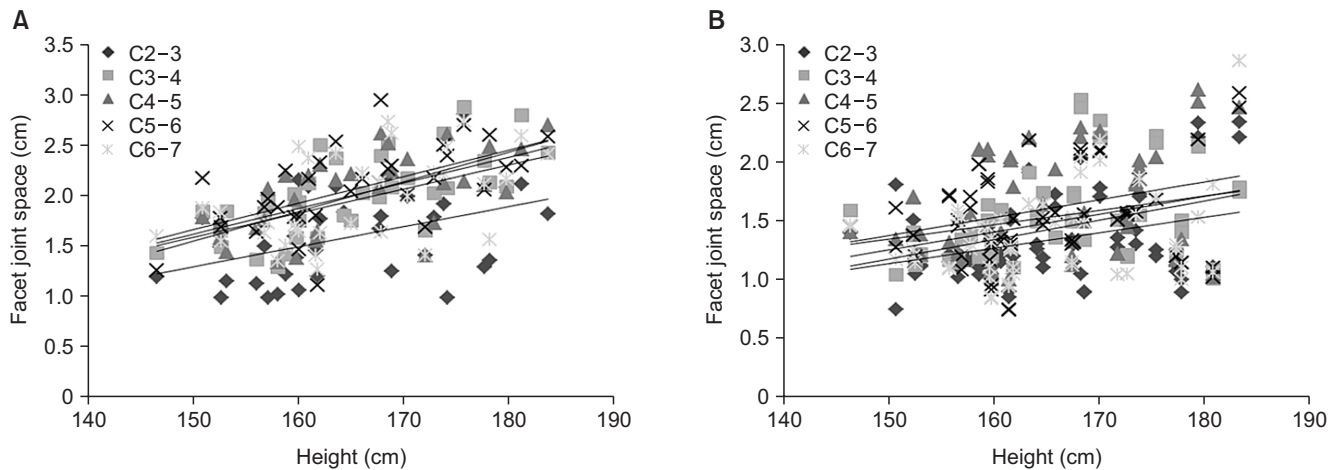 A
3.5
3.0
2.5
2.0
1.5
1.0
0.5
0
Facet joint space (cm)
C2–3
C3–4
C4–5
C5–6
C6–7
140 150 160 170 180 190
Height (cm)
B
3.0
2.5
2.0
1.5
1.0
0.5
0
Facet joint space (cm)
C2–3
C3–4
C4–5
C5–6
C6–7
140 150 160 170 180 190
Height (cm)